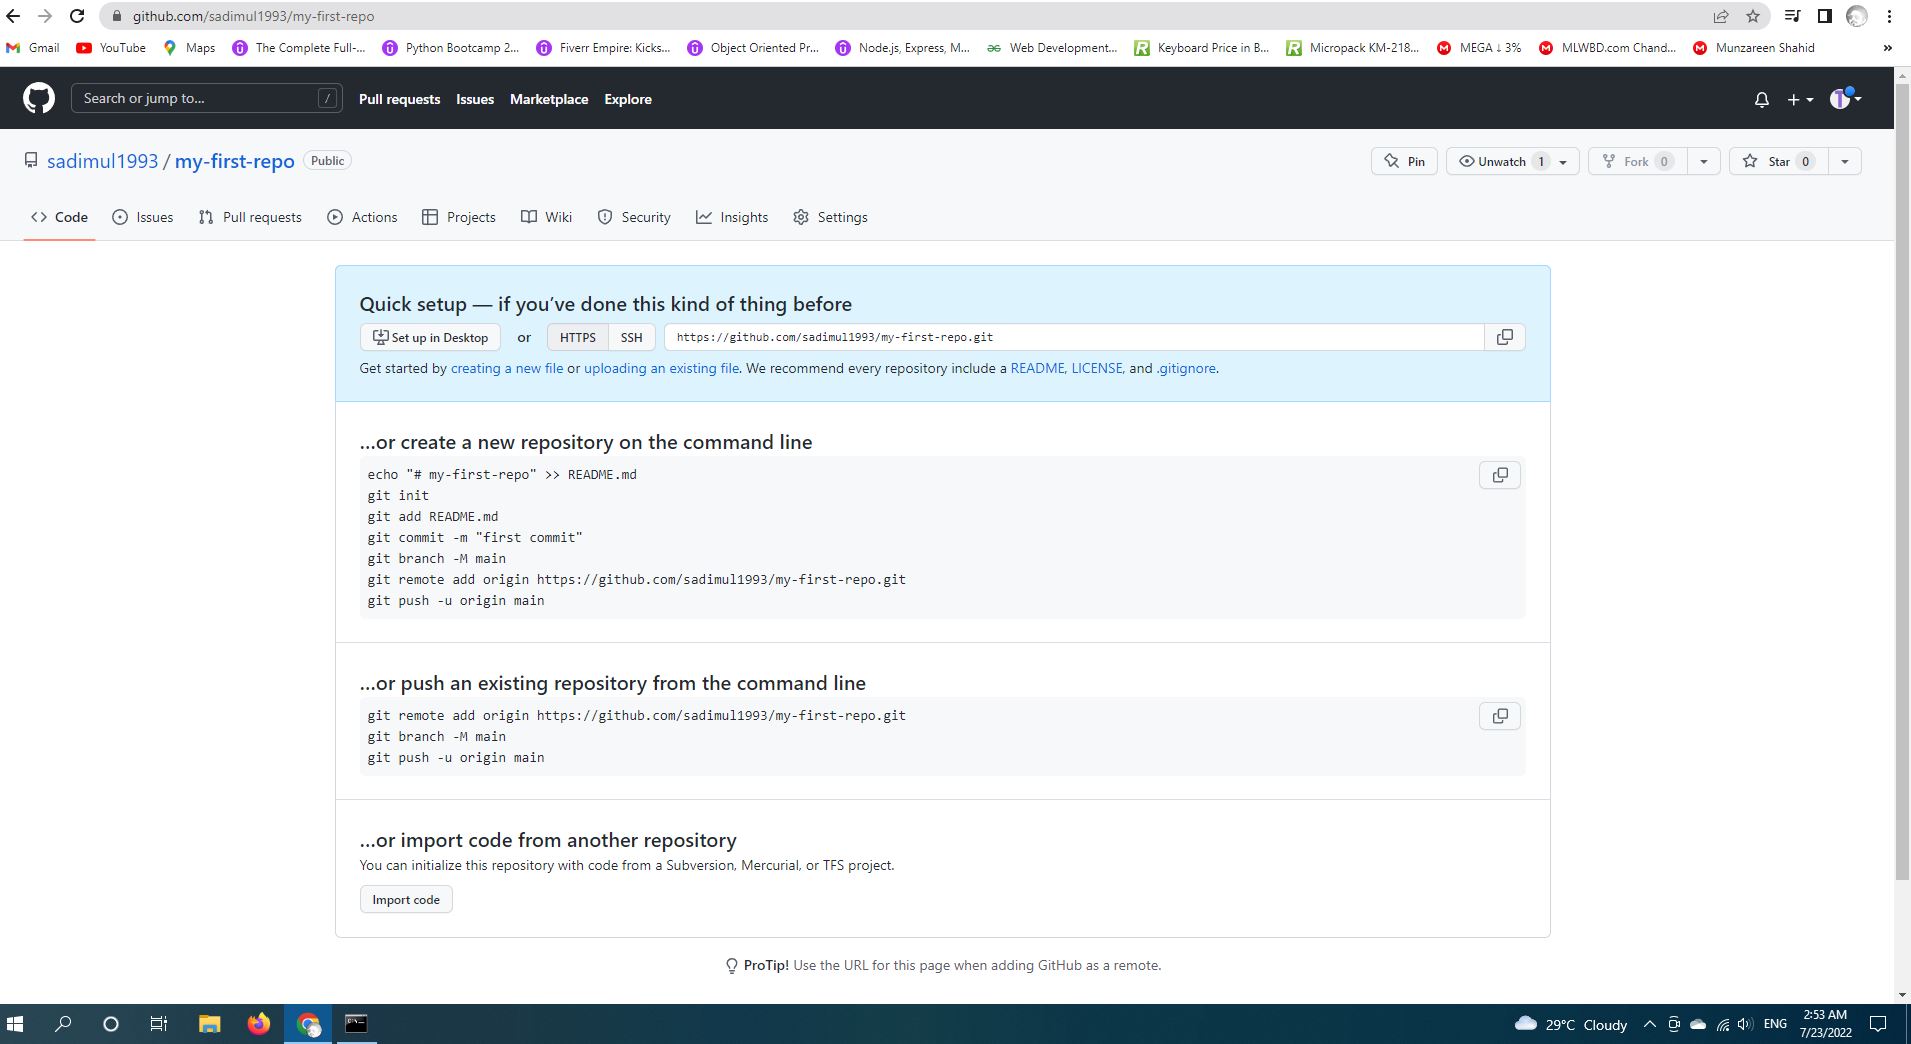 github.com/sadimul1993/my-first-repo
Gmail YouTube Maps The Complete Full-... Python Bootcamp 2... Fiverr Empire: Kicks... Object Oriented Pr... Node.js, Express, M... Web Development... Keyboard Price in B... Micropack KM-218... MEGA ↓ 3% MLWBD.com Chand... Munzareen Shahid »
Search or jump to... / Pull requests Issues Marketplace Explore
sadimul1993 / my-first-repo Public Pin Unwatch 1 Fork 0 Star 0
<> Code Issues Pull requests Actions Projects Wiki Security Insights Settings
Quick setup — if you’ve done this kind of thing before
Set up in Desktop or HTTPS SSH https://github.com/sadimul1993/my-first-repo.git
Get started by creating a new file or uploading an existing file. We recommend every repository include a README, LICENSE, and .gitignore.
…or create a new repository on the command line
echo "# my-first-repo" >> README.md
git init
git add README.md
git commit -m "first commit"
git branch -M main
git remote add origin https://github.com/sadimul1993/my-first-repo.git
git push -u origin main
…or push an existing repository from the command line
git remote add origin https://github.com/sadimul1993/my-first-repo.git
git branch -M main
git push -u origin main
…or import code from another repository
You can initialize this repository with code from a Subversion, Mercurial, or TFS project.
Import code
ProTip! Use the URL for this page when adding GitHub as a remote.
29°C Cloudy ENG 2:53 AM
7/23/2022